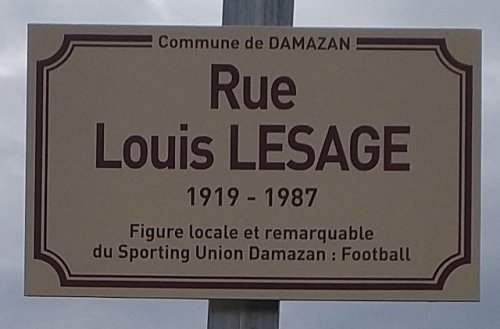 Commune de DAMAZAN
Rue
Louis LESAGE
1919 - 1987
Figure locale et remarquable
du Sporting Union Damazan : Football